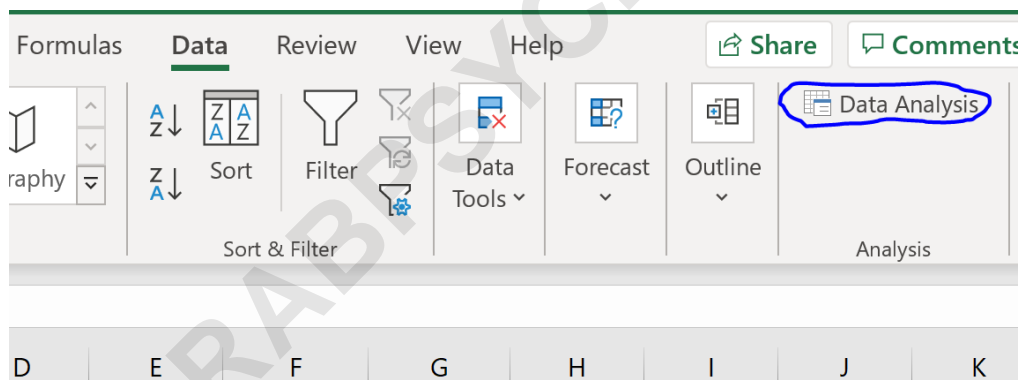 Formulas Data Review View Help Share Comments
Data Analysis
raphy Sort Filter Data Tools Forecast Outline
Sort & Filter Analysis
D E F G H I J K
RABPSYC